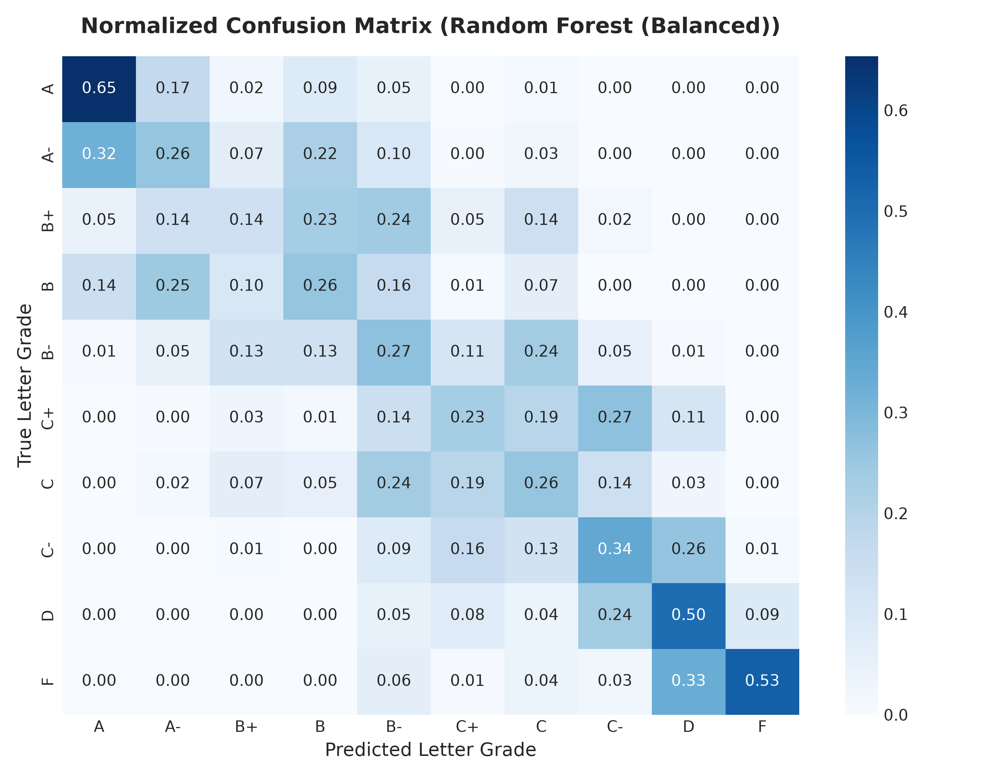 Normalized Confusion Matrix (Random Forest (Balanced))
True Letter Grade
A 0.65 0.17 0.02 0.09 0.05 0.00 0.01 0.00 0.00 0.00
A- 0.32 0.26 0.07 0.22 0.10 0.00 0.03 0.00 0.00 0.00
B+ 0.05 0.14 0.14 0.23 0.24 0.05 0.14 0.02 0.00 0.00
B 0.14 0.25 0.10 0.26 0.16 0.01 0.07 0.00 0.00 0.00
B- 0.01 0.05 0.13 0.13 0.27 0.11 0.24 0.05 0.01 0.00
C+ 0.00 0.00 0.03 0.01 0.14 0.23 0.19 0.27 0.11 0.00
C 0.00 0.02 0.07 0.05 0.24 0.19 0.26 0.14 0.03 0.00
C- 0.00 0.00 0.01 0.00 0.09 0.16 0.13 0.34 0.26 0.01
D 0.00 0.00 0.00 0.00 0.05 0.08 0.04 0.24 0.50 0.09
F 0.00 0.00 0.00 0.00 0.06 0.01 0.04 0.03 0.33 0.53
A A- B+ B B- C+ C C- D F
Predicted Letter Grade
0.6
0.5
0.4
0.3
0.2
0.1
0.0